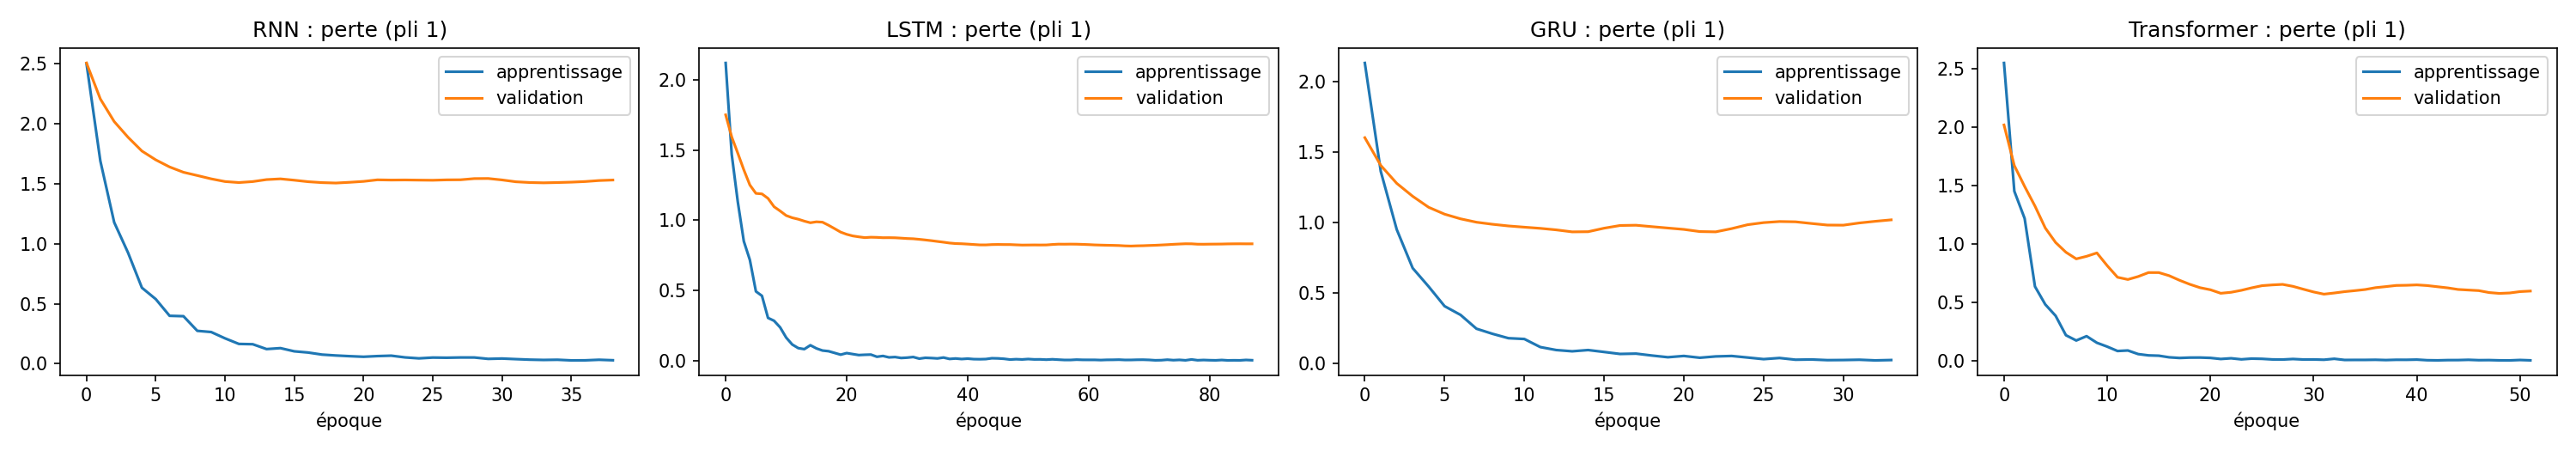 RNN : perte (pli 1)
2.5
2.0
1.5
1.0
0.5
0.0
apprentissage
validation
0 5 10 15 20 25 30 35
époque
LSTM : perte (pli 1)
2.0
1.5
1.0
0.5
0.0
apprentissage
validation
0 20 40 60 80
époque
GRU : perte (pli 1)
2.0
1.5
1.0
0.5
0.0
apprentissage
validation
0 5 10 15 20 25 30
époque
Transformer : perte (pli 1)
2.5
2.0
1.5
1.0
0.5
0.0
apprentissage
validation
0 10 20 30 40 50
époque